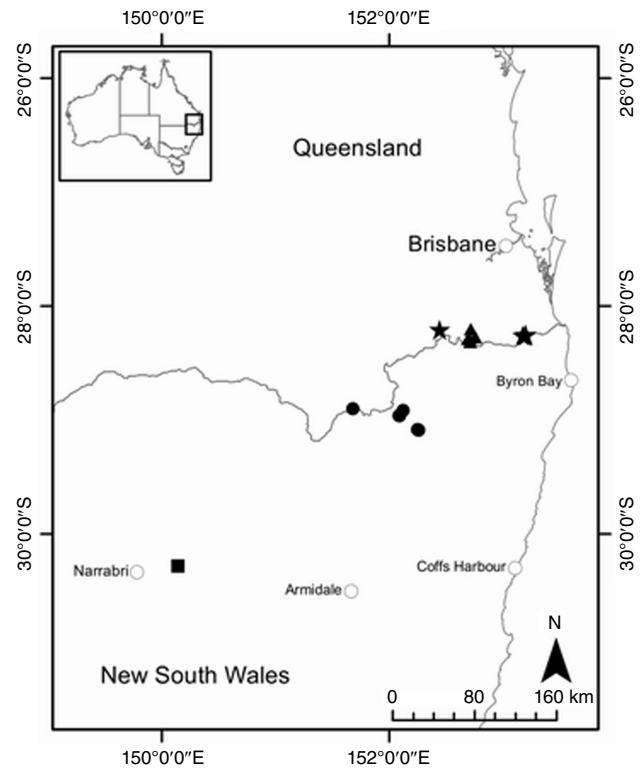 150°0′0″E 152°0′0″E
26°0′0″S 26°0′0″S
Queensland
Brisbane
28°0′0″S 28°0′0″S
Byron Bay
30°0′0″S 30°0′0″S
Narrabri
Coffs Harbour
Armidale
N
New South Wales
0 80 160 km
150°0′0″E 152°0′0″E